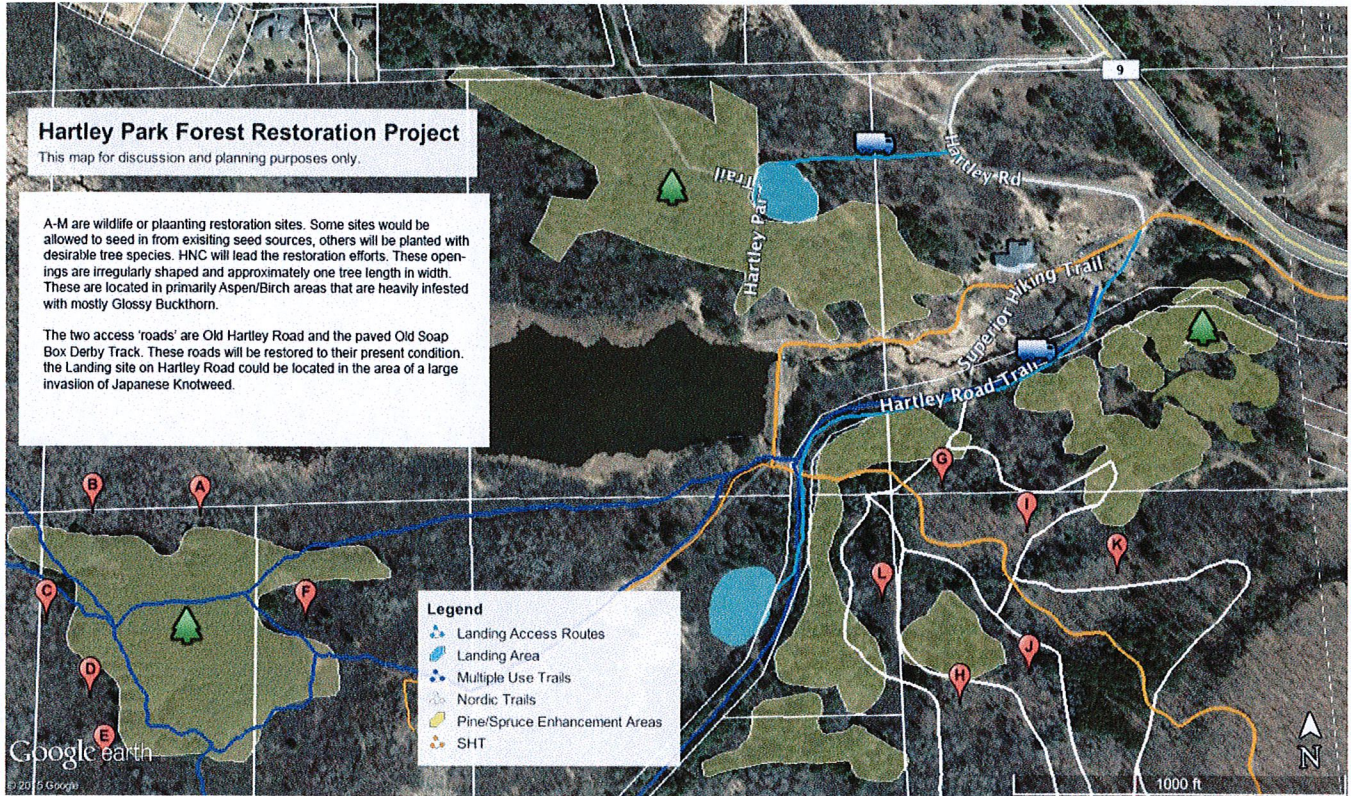 9
Hartley Park Forest Restoration Project
This map for discussion and planning purposes only.
Hartley Rd
Trail
Hartley Par
A-M are wildlife or plaanting restoration sites. Some sites would be
allowed to seed in from exisiting seed sources, others will be planted with
desirable tree species. HNC will lead the restoration efforts. These open-
ings are irregularly shaped and approximately one tree length in width.
These are located in primarily Aspen/Birch areas that are heavily infested
with mostly Glossy Buckthorn.
The two access 'roads' are Old Hartley Road and the paved Old Soap
Box Derby Track. These roads will be restored to their present condition.
the Landing site on Hartley Road could be located in the area of a large
invasiion of Japanese Knotweed.
Superior Hiking Trail
Hartley Road Trail
B
A
G
I
K
C
F
L
D
E
J
H
Legend
Landing Access Routes
Landing Area
Multiple Use Trails
Nordic Trails
Pine/Spruce Enhancement Areas
SHT
Google earth
© 2015 Google
N
1000 ft